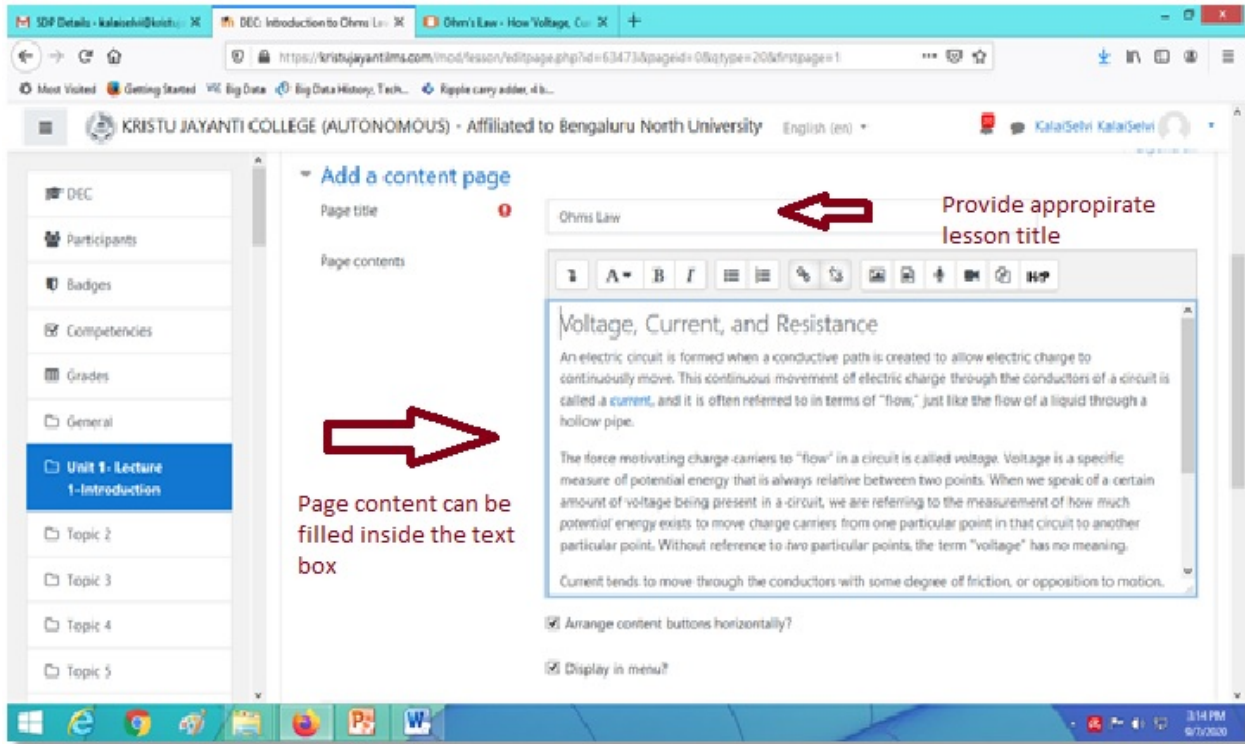 SDP Details - kalaiselvi@kristuj
DEC: Introduction to Ohms Law
Ohm's Law - How Voltage, Cur
https://kristujayantilms.com/mod/lesson/editpage.php?id=63473&pageid=0&qtype=20&firstpage=1
Most Visited Getting Started Big Data Big Data History, Tech... Ripple carry adder, 4 b...
KRISTU JAYANTI COLLEGE (AUTONOMOUS) - Affiliated to Bengaluru North University English (en) KalaiSelvi KalaiSelvi
DEC
Participants
Badges
Competencies
Grades
General
Unit 1- Lecture
1-Introduction
Topic 2
Topic 3
Topic 4
Topic 5
Add a content page
Page title
Ohms Law
Provide appropirate
lesson title
Page contents
A B I H-P
Voltage, Current, and Resistance
An electric circuit is formed when a conductive path is created to allow electric charge to
continuously move. This continuous movement of electric charge through the conductors of a circuit is
called a current, and it is often referred to in terms of "flow," just like the flow of a liquid through a
hollow pipe.
The force motivating charge carriers to "flow" in a circuit is called voltage. Voltage is a specific
measure of potential energy that is always relative between two points. When we speak of a certain
amount of voltage being present in a circuit, we are referring to the measurement of how much
potential energy exists to move charge carriers from one particular point in that circuit to another
particular point. Without reference to two particular points, the term "voltage" has no meaning.
Current tends to move through the conductors with some degree of friction, or opposition to motion.
Page content can be
filled inside the text
box
Arrange content buttons horizontally?
Display in menu?
3:14 PM
9/7/2020